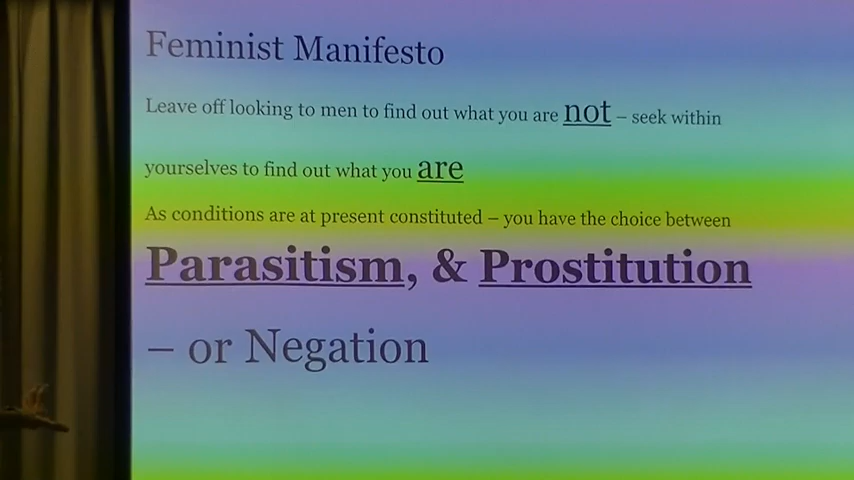 Feminist Manifesto
Leave off looking to men to find out what you are not – seek within
yourselves to find out what you are
As conditions are at present constituted – you have the choice between
Parasitism, & Prostitution
– or Negation